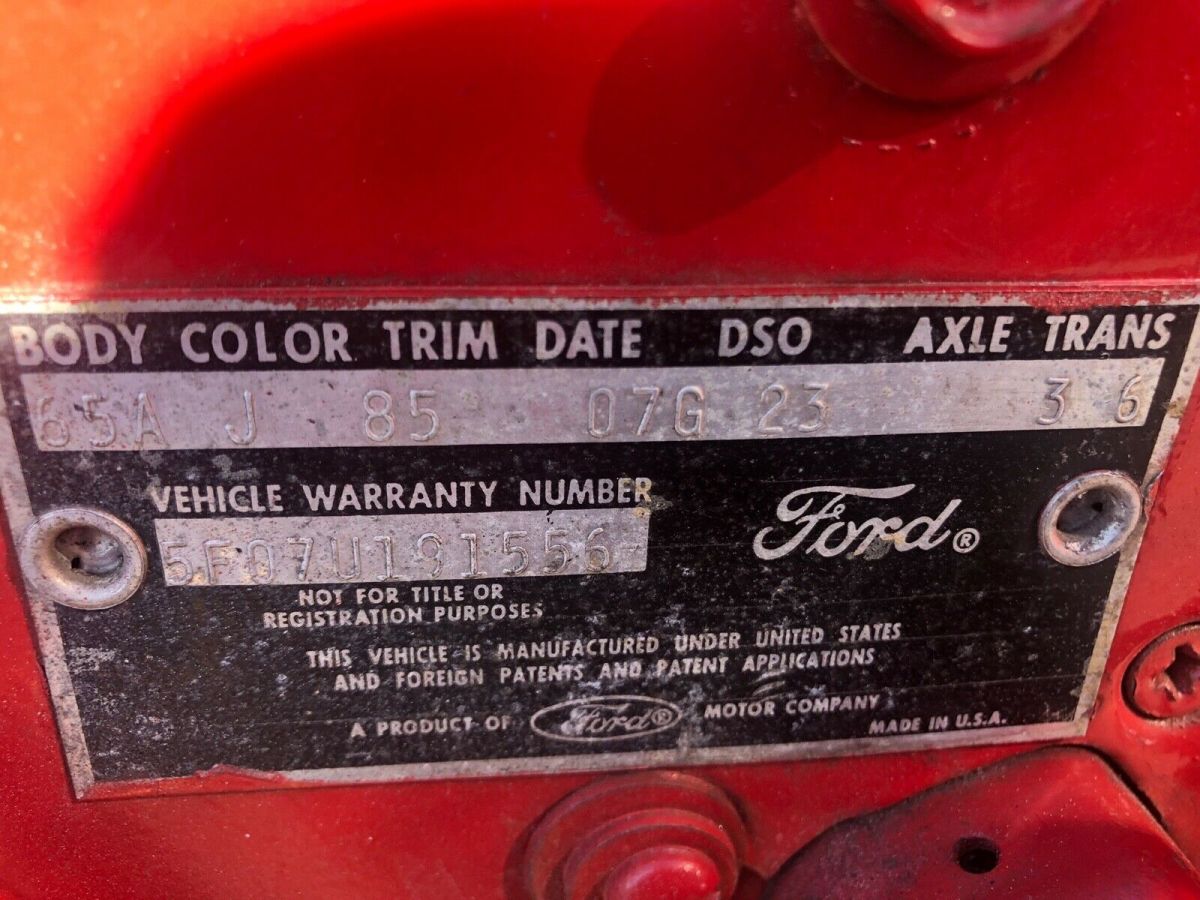 BODY COLOR TRIM DATE DSO AXLE TRANS
65A J 85 07G 23 3 6
VEHICLE WARRANTY NUMBER
5F07U191556
Ford®
NOT FOR TITLE OR
REGISTRATION PURPOSES
THIS VEHICLE IS MANUFACTURED UNDER UNITED STATES
AND FOREIGN PATENTS AND PATENT APPLICATIONS
A PRODUCT OF Ford® MOTOR COMPANY
MADE IN U.S.A.